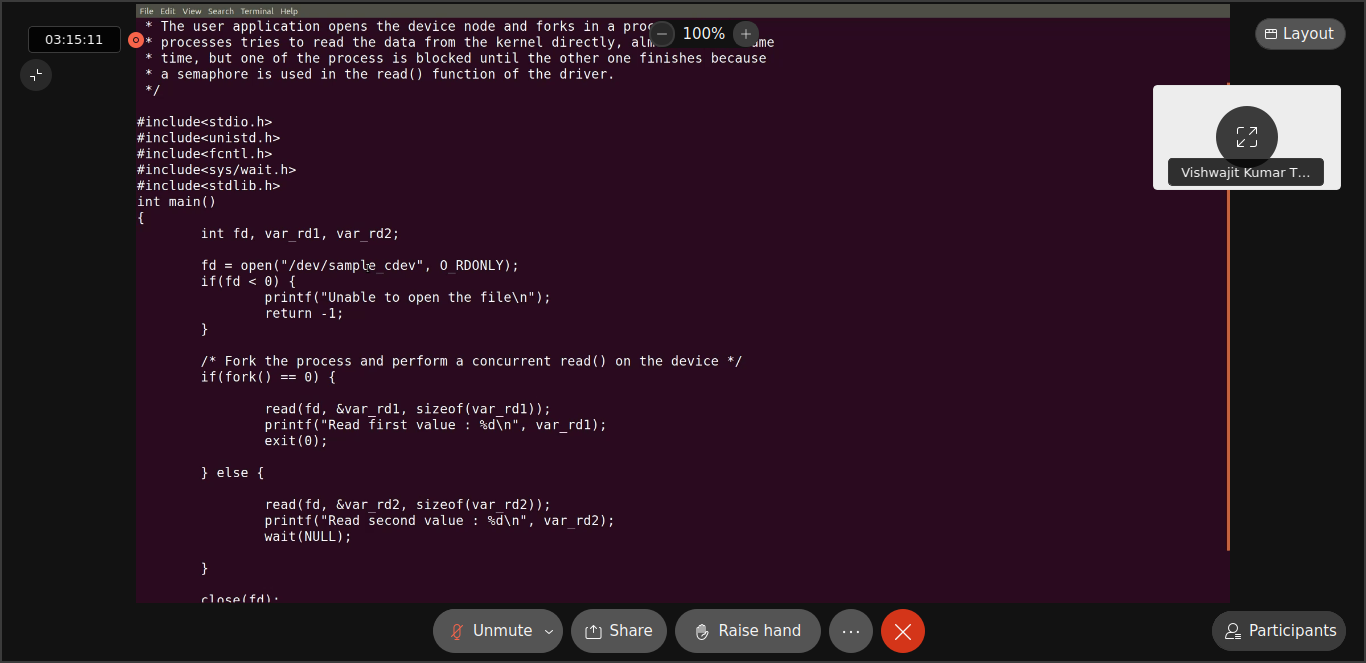 File Edit View Search Terminal Help
* The user application opens the device node and forks in a
* processes tries to read the data from the kernel directly,
* time, but one of the process is blocked until the other one finishes because
* a semaphore is used in the read() function of the driver.
*/
#include<stdio.h>
#include<unistd.h>
#include<fcntl.h>
#include<sys/wait.h>
#include<stdlib.h>
int main()
{
int fd, var_rd1, var_rd2;
fd = open("/dev/sample_cdev", O_RDONLY);
if(fd < 0) {
printf("Unable to open the file\n");
return -1;
}
/* Fork the process and perform a concurrent read() on the device */
if(fork() == 0) {
read(fd, &var_rd1, sizeof(var_rd1));
printf("Read first value : %d\n", var_rd1);
exit(0);
} else {
read(fd, &var_rd2, sizeof(var_rd2));
printf("Read second value : %d\n", var_rd2);
wait(NULL);
}
close(fd);
03:15:11
100%
Layout
Vishwajit Kumar T...
Unmute
Share
Raise hand
Participants